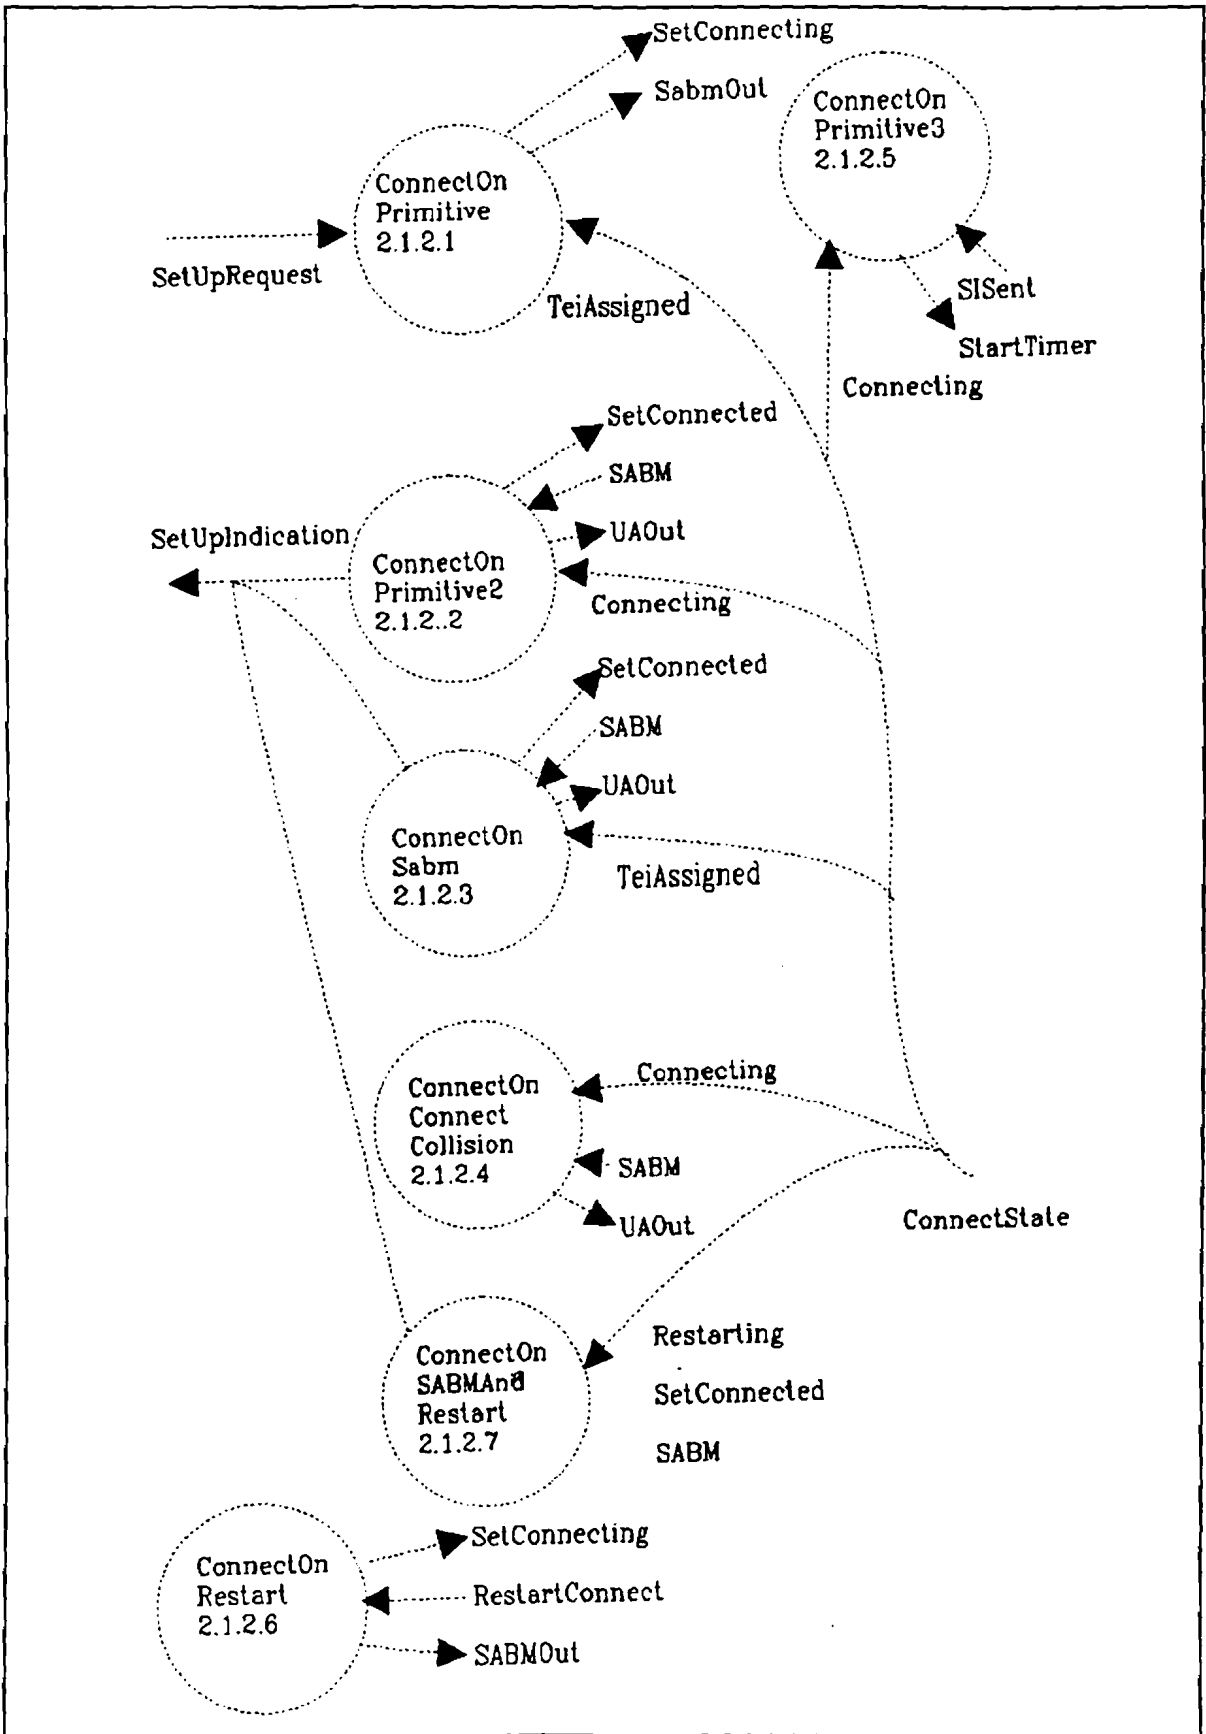 SetConnecting
SabmOut
ConnectOn
Primitive3
2.1.2.5
ConnectOn
Primitive
2.1.2.1
SetUpRequest
TeiAssigned
SISent
StartTimer
Connecting
SetConnected
SABM
UAOut
SetUpIndication
ConnectOn
Primitive2
2.1.2..2
Connecting
SetConnected
SABM
UAOut
ConnectOn
Sabm
2.1.2.3
TeiAssigned
Connecting
ConnectOn
Connect
Collision
2.1.2.4
SABM
UAOut
ConnectState
Restarting
SetConnected
SABM
ConnectOn
SABMAnd
Restart
2.1.2.7
SetConnecting
ConnectOn
Restart
2.1.2.6
RestartConnect
SABMOut